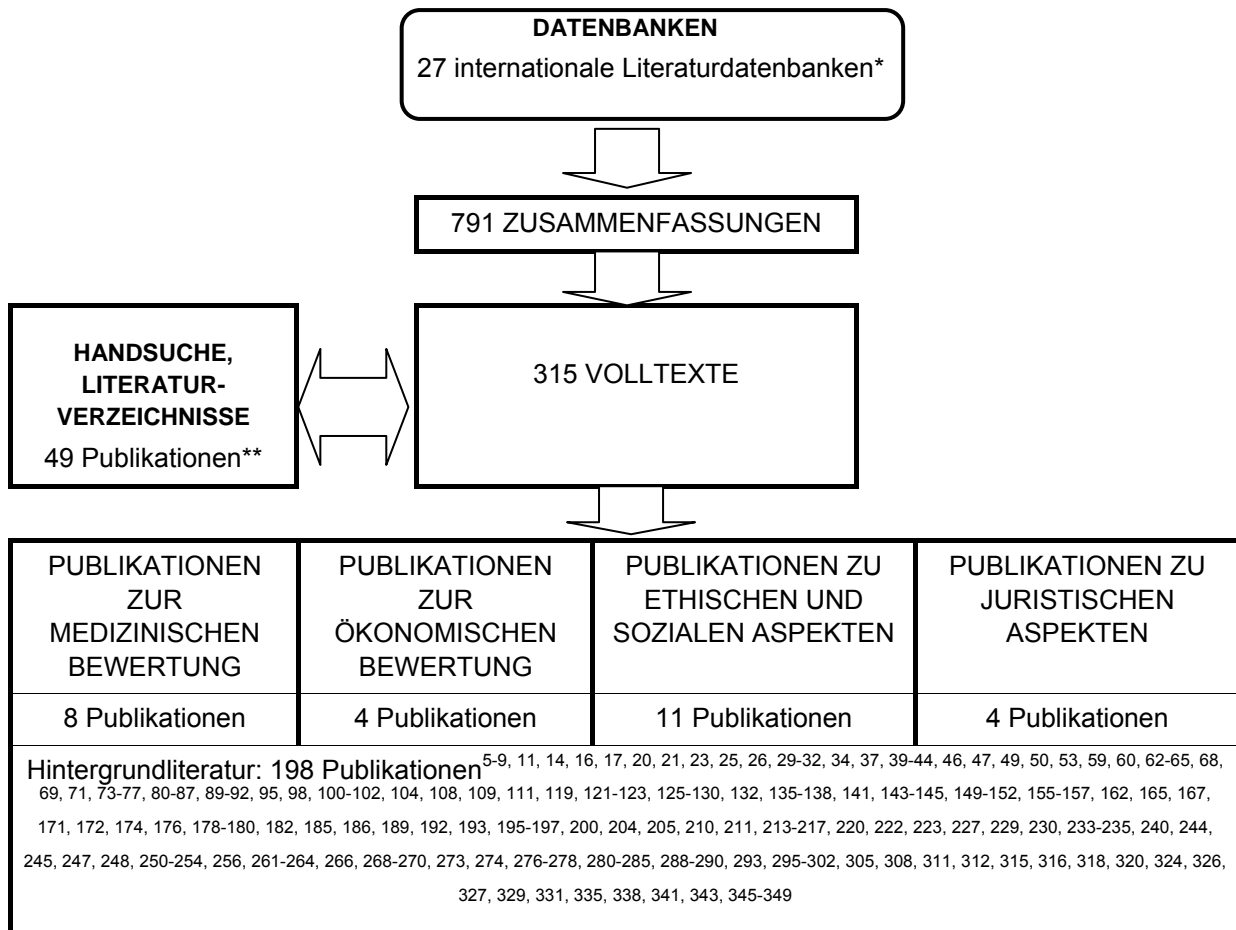 DATENBANKEN
27 internationale Literaturdatenbanken*
791 ZUSAMMENFASSUNGEN
HANDSUCHE,
LITERATUR-
VERZEICHNISSE
49 Publikationen**
315 VOLLTEXTE
PUBLIKATIONEN
ZUR
MEDIZINISCHEN
BEWERTUNG
PUBLIKATIONEN
ZUR
ÖKONOMISCHEN
BEWERTUNG
PUBLIKATIONEN ZU
ETHISCHEN UND
SOZIALEN ASPEKTEN
PUBLIKATIONEN ZU
JURISTISCHEN
ASPEKTEN
8 Publikationen
4 Publikationen
11 Publikationen
4 Publikationen
Hintergrundliteratur: 198 Publikationen 5-9, 11, 14, 16, 17, 20, 21, 23, 25, 26, 29-32, 34, 37, 39-44, 46, 47, 49, 50, 53, 59, 60, 62-65, 68,
69, 71, 73-77, 80-87, 89-92, 95, 98, 100-102, 104, 108, 109, 111, 119, 121-123, 125-130, 132, 135-138, 141, 143-145, 149-152, 155-157, 162, 165, 167,
171, 172, 174, 176, 178-180, 182, 185, 186, 189, 192, 193, 195-197, 200, 204, 205, 210, 211, 213-217, 220, 222, 223, 227, 229, 230, 233-235, 240, 244,
245, 247, 248, 250-254, 256, 261-264, 266, 268-270, 273, 274, 276-278, 280-285, 288-290, 293, 295-302, 305, 308, 311, 312, 315, 316, 318, 320, 324, 326,
327, 329, 331, 335, 338, 341, 343, 345-349